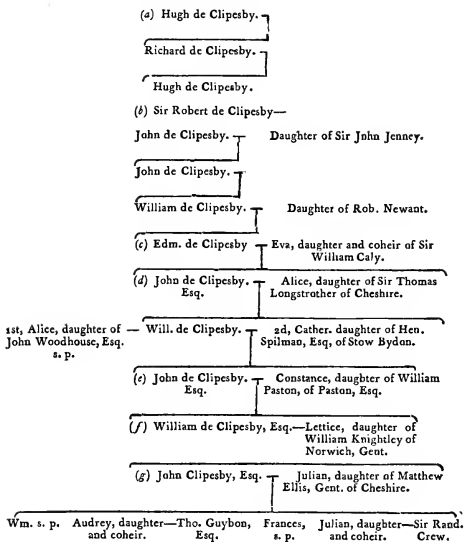 (a) Hugh de Clipesby.
Richard de Clipesby.
Hugh de Clipesby.
(b) Sir Robert de Clipesby—
John de Clipesby. Daughter of Sir John Jenney.
John de Clipesby.
William de Clipesby. Daughter of Rob. Newant.
(c) Edm. de Clipesby Eva, daughter and coheir of Sir
William Caly.
(d) John de Clipesby. Alice, daughter of Sir Thomas
Esq. Longstrother of Cheshire.
1st, Alice, daughter of — Will. de Clipesby. 2d, Cather. daughter of Hen.
John Woodhouse, Esq. Spilman, Esq, of Stow Bydon.
s. p.
(e) John de Clipesby. Constance, daughter of William
Esq. Paston, of Paston, Esq.
(f) William de Clipesby, Esq.—Lettice, daughter of
William Knightley of
Norwich, Gent.
(g) John Clipesby, Esq. Julian, daughter of Matthew
Ellis, Gent. of Cheshire.
Wm. s. p. Audrey, daughter—Tho. Guybon, Frances, Julian, daughter—Sir Rand.
and coheir. Esq. s. p. and coheir. Crew.